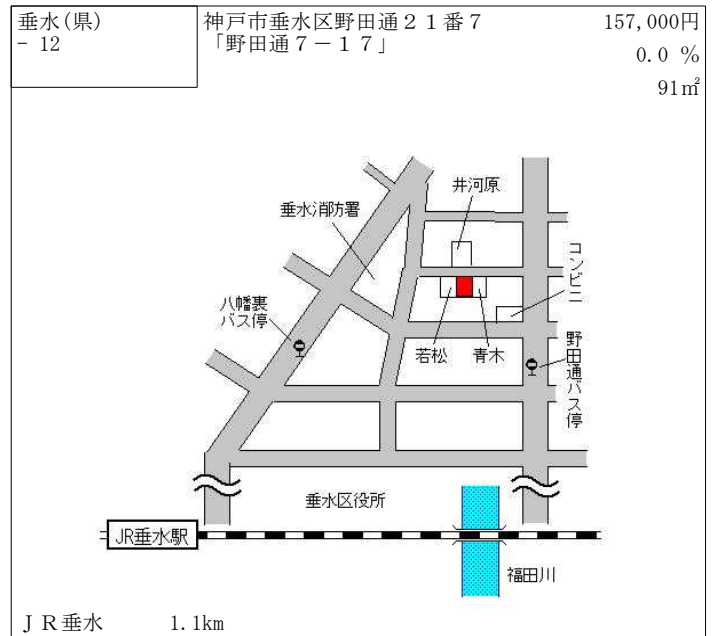 垂水(県)
- 12
神戸市垂水区野田通２１番７
「野田通７－１７」
157,000円
0.0 %
91㎡
井河原
垂水消防署
コンビニ
八幡裏
バス停
若松
青木
野田通バス停
垂水区役所
JR垂水駅
福田川
ＪＲ垂水 1.1km